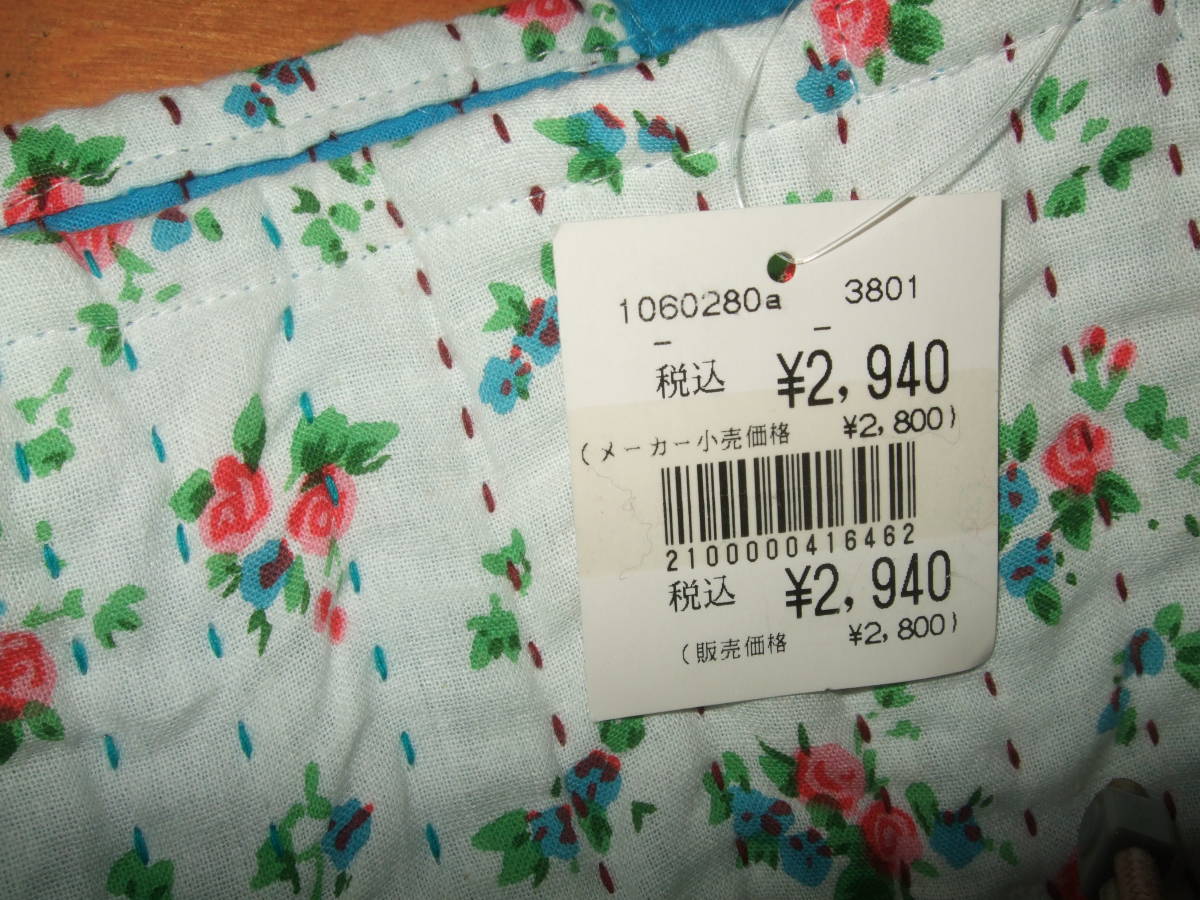 1060280a 3801
税込 ¥2,940
(メーカー小売価格 ¥2,800)
2100000416462
税込 ¥2,940
(販売価格 ¥2,800)